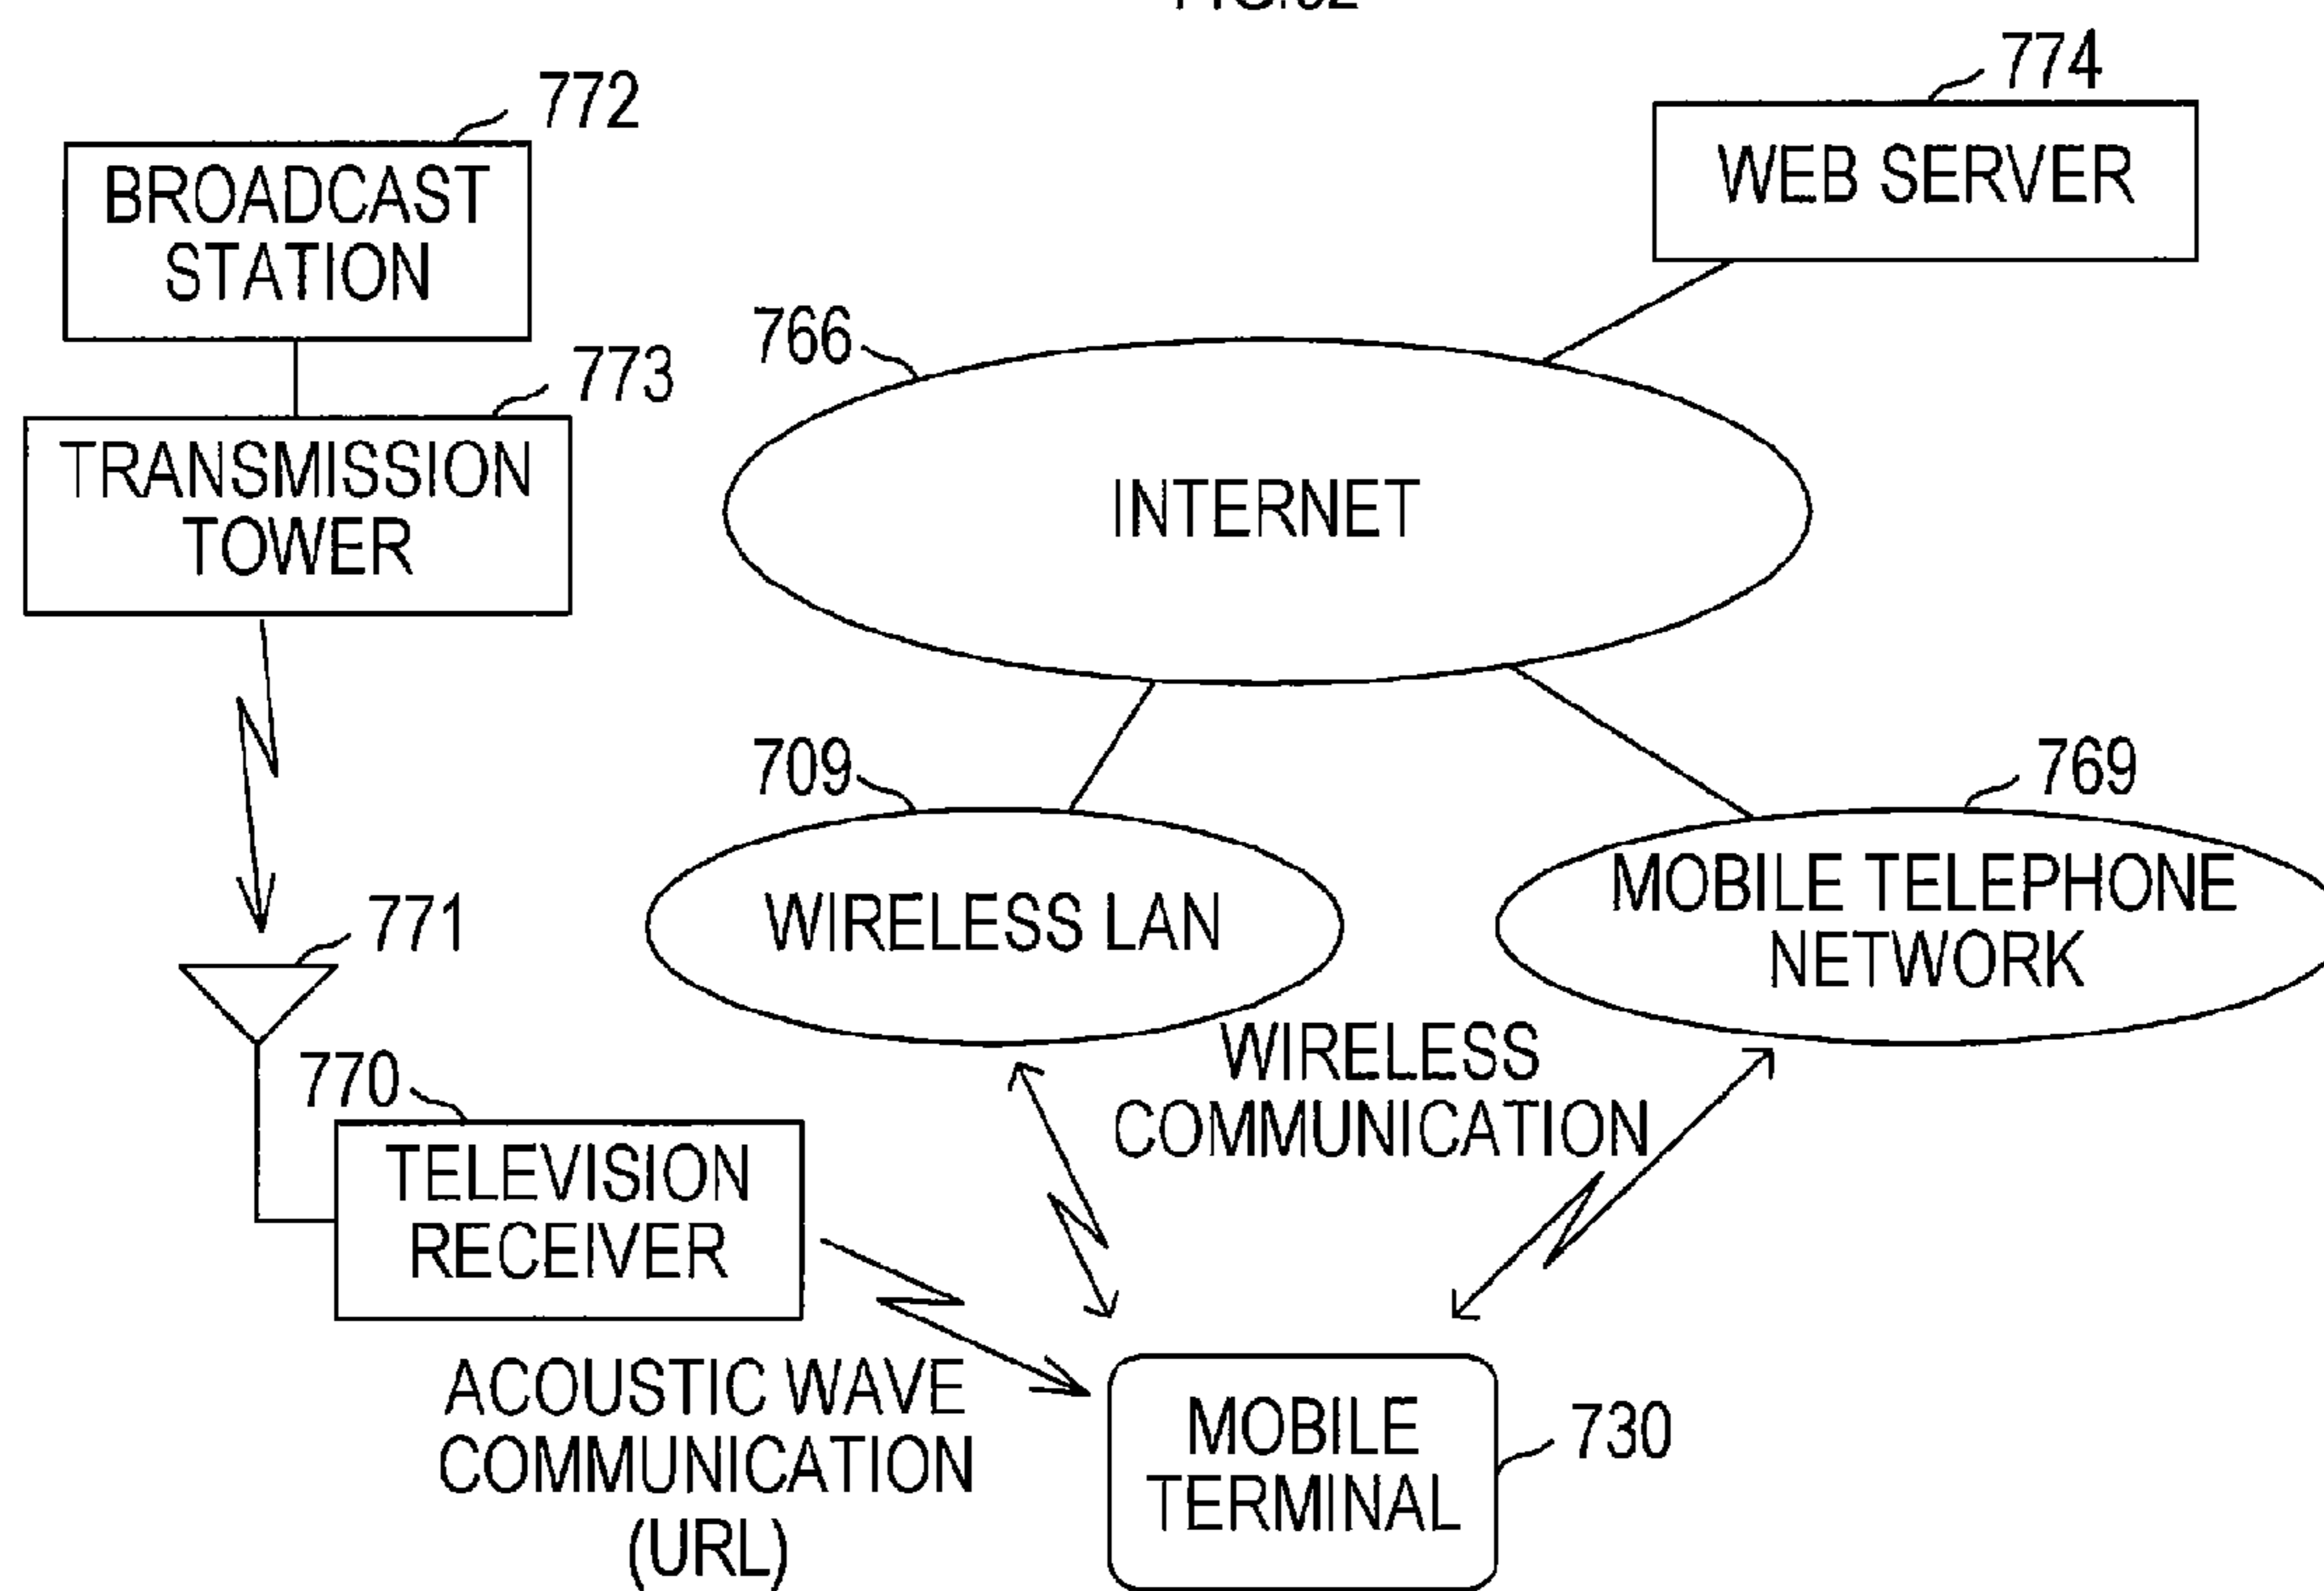 772
BROADCAST
STATION
773
TRANSMISSION
TOWER
774
WEB SERVER
766
INTERNET
709
WIRELESS LAN
769
MOBILE TELEPHONE
NETWORK
771
770
TELEVISION
RECEIVER
WIRELESS
COMMUNICATION
ACOUSTIC WAVE
COMMUNICATION
(URL)
MOBILE
TERMINAL
730